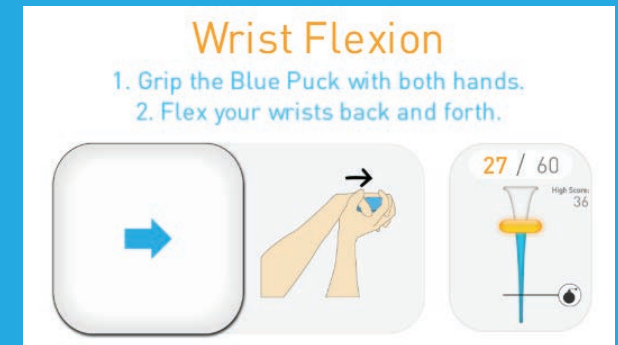 Wrist Flexion
1. Grip the Blue Puck with both hands.
2. Flex your wrists back and forth.
27 / 60
High Score:
36